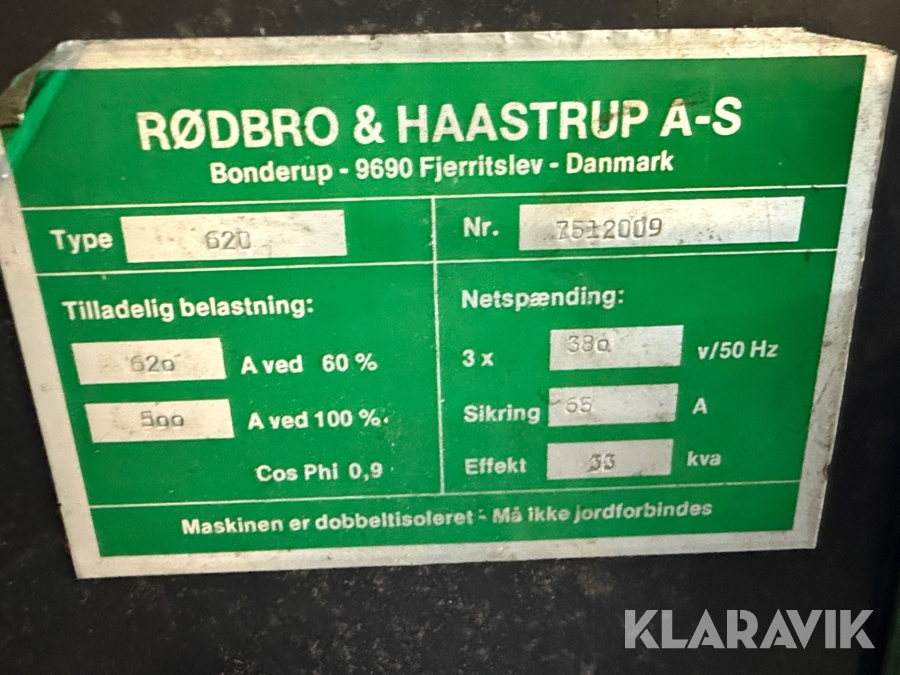 RØDBRO & HAASTRUP A-S
Bonderup - 9690 Fjerritslev - Danmark
Type 620
Nr. 7512009
Tilladelig belastning:
620 A ved 60 %
500 A ved 100 %.
Cos Phi 0,9
Netspænding:
3 x 380 v/50 Hz
Sikring 65 A
Effekt 33 kva
Maskinen er dobbeltisoleret - Må ikke jordforbindes
KLARAVIK